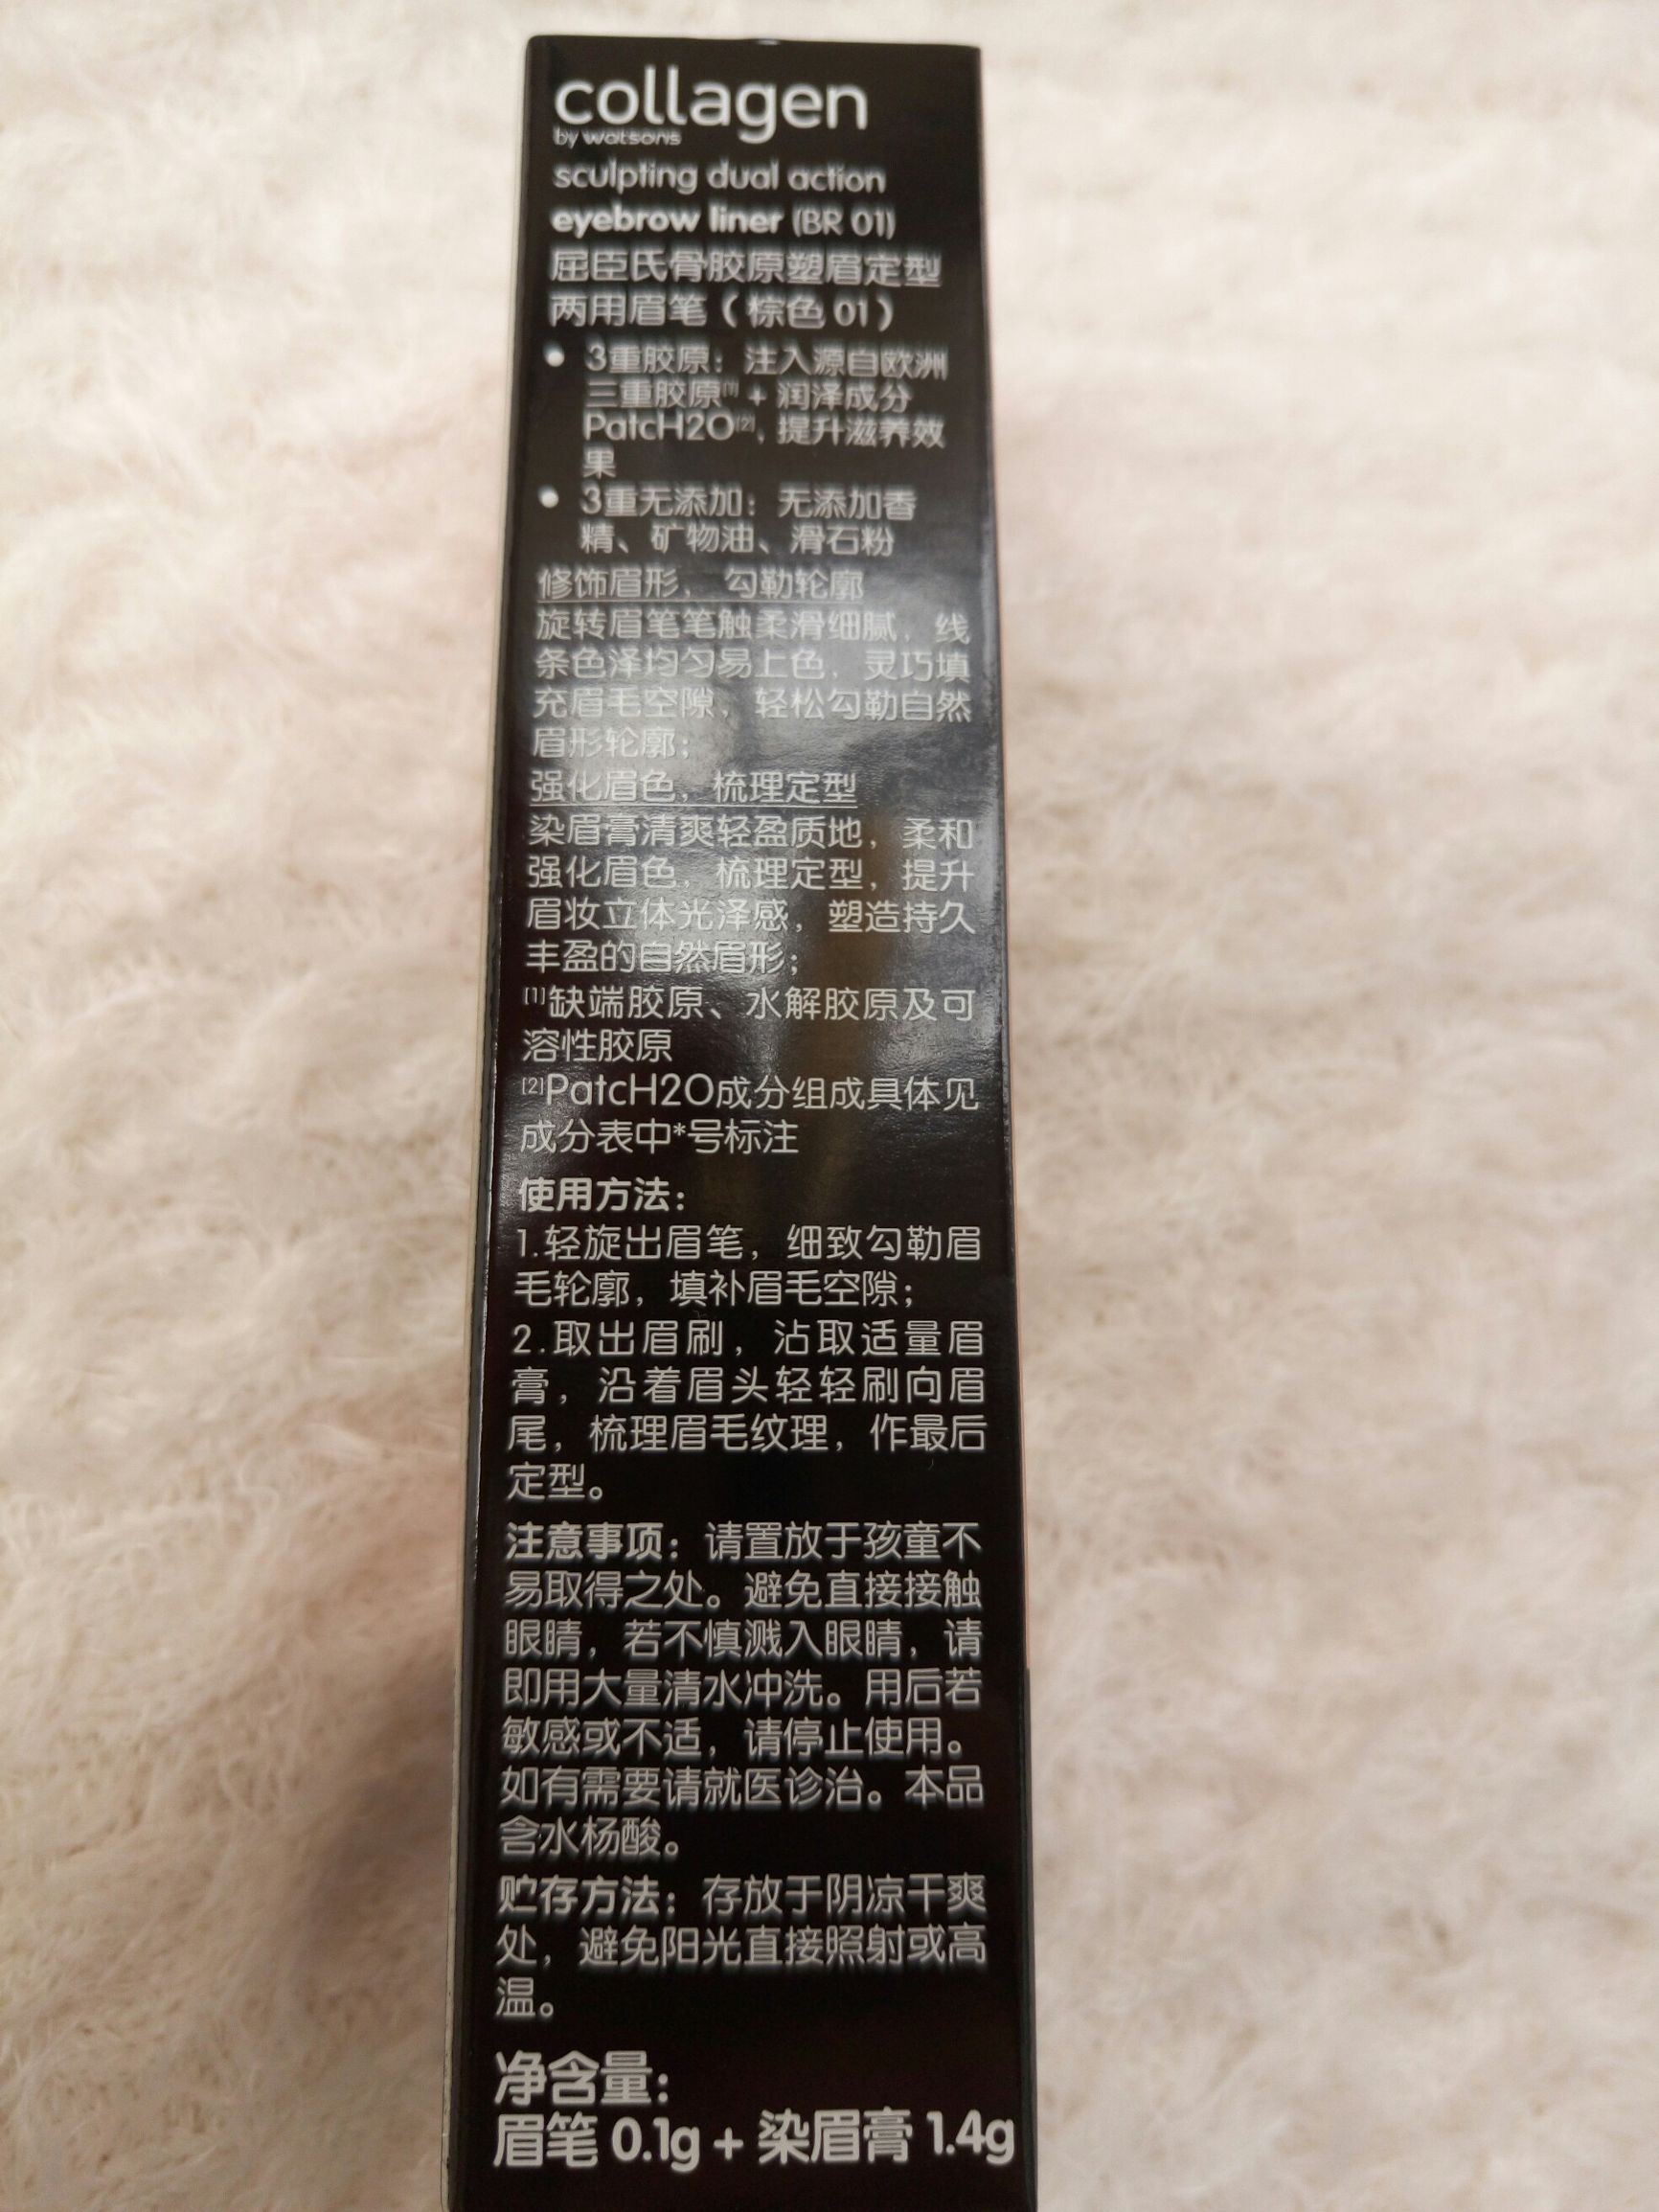 collagen
by watsons
sculpting dual action
eyebrow liner (BR 01)
屈臣氏骨胶原塑眉定型
两用眉笔（棕色 01）
• 3重胶原：注入源自欧洲
三重胶原[1] + 润泽成分
PatcH2O[2]，提升滋养效
果
• 3重无添加：无添加香
精、矿物油、滑石粉
修饰眉形，勾勒轮廓
旋转眉笔笔触柔滑细腻，线
条色泽均匀易上色，灵巧填
充眉毛空隙，轻松勾勒自然
眉形轮廓；
强化眉色，梳理定型
染眉膏清爽轻盈质地，柔和
强化眉色，梳理定型，提升
眉妆立体光泽感，塑造持久
丰盈的自然眉形；
[1]缺端胶原、水解胶原及可
溶性胶原
[2]PatcH2O成分组成具体见
成分表中*号标注
使用方法：
1.轻旋出眉笔，细致勾勒眉
毛轮廓，填补眉毛空隙；
2.取出眉刷，沾取适量眉
膏，沿着眉头轻轻刷向眉
尾，梳理眉毛纹理，作最后
定型。
注意事项：请置放于孩童不
易取得之处。避免直接接触
眼睛，若不慎溅入眼睛，请
即用大量清水冲洗。用后若
敏感或不适，请停止使用。
如有需要请就医诊治。本品
含水杨酸。
贮存方法：存放于阴凉干爽
处，避免阳光直接照射或高
温。
净含量：
眉笔 0.1g + 染眉膏 1.4g